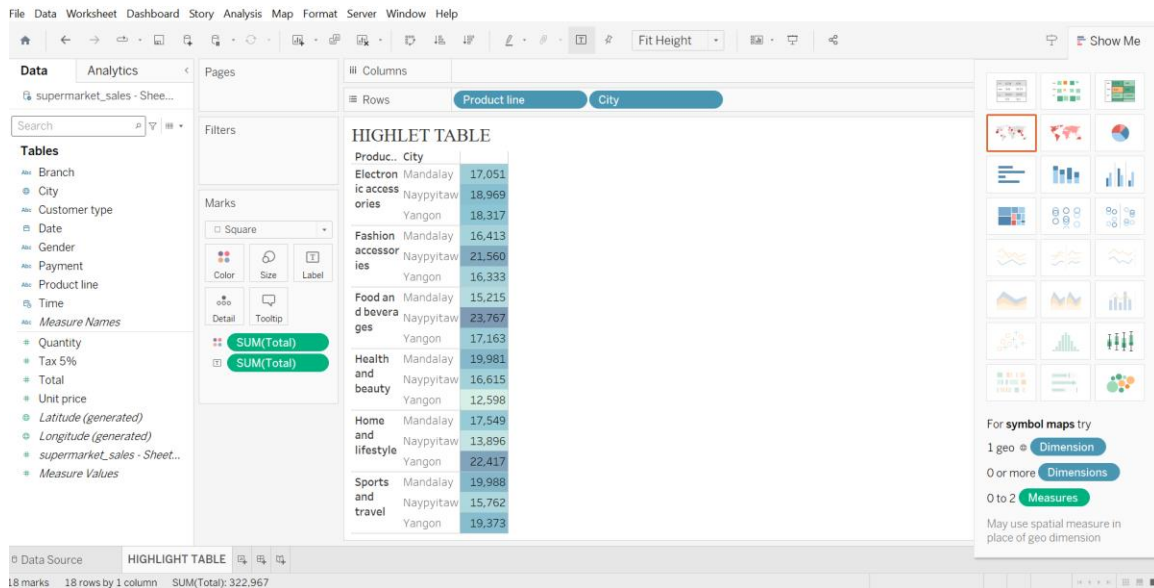 File Data Worksheet Dashboard Story Analysis Map Format Server Window Help
Fit Height
Show Me
Data Analytics
supermarket_sales - Shee...
Search
Tables
Abc Branch
City
Abc Customer type
Date
Abc Gender
Abc Payment
Abc Product line
Time
Abc Measure Names
# Quantity
# Tax 5%
# Total
# Unit price
Latitude (generated)
Longitude (generated)
# supermarket_sales - Sheet...
# Measure Values
Pages
Filters
Marks
Square
Color Size Label
Detail Tooltip
SUM(Total)
SUM(Total)
Columns
Rows Product line City
HIGHLET TABLE
Produc.. City
Electron Mandalay 17,051
ic access Naypyitaw 18,969
ories Yangon 18,317
Fashion Mandalay 16,413
accessor Naypyitaw 21,560
ies Yangon 16,333
Food an Mandalay 15,215
d bevera Naypyitaw 23,767
ges Yangon 17,163
Health Mandalay 19,981
and Naypyitaw 16,615
beauty Yangon 12,598
Home Mandalay 17,549
and Naypyitaw 13,896
lifestyle Yangon 22,417
Sports Mandalay 19,988
and Naypyitaw 15,762
travel Yangon 19,373
For symbol maps try
1 geo Dimension
0 or more Dimensions
0 to 2 Measures
May use spatial measure in
place of geo dimension
Data Source HIGHLIGHT TABLE
18 marks 18 rows by 1 column SUM(Total): 322,967